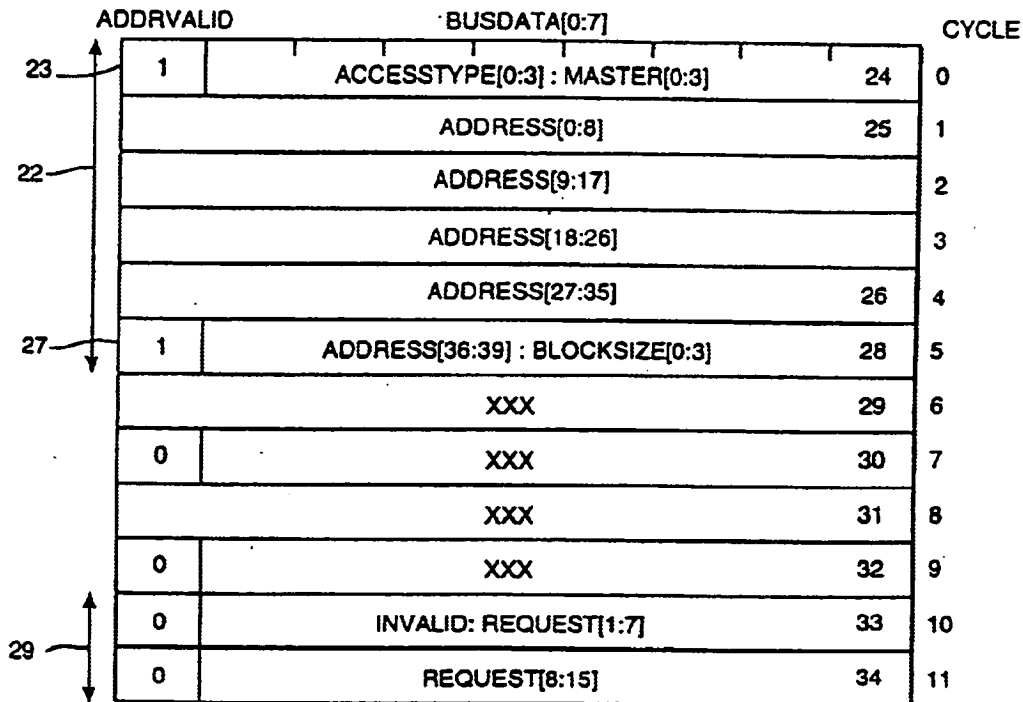 ADDRVALID BUSDATA[0:7] CYCLE
23 1 ACCESSTYPE[0:3] : MASTER[0:3] 24 0
ADDRESS[0:8] 25 1
22 ADDRESS[9:17] 2
ADDRESS[18:26] 3
ADDRESS[27:35] 26 4
27 1 ADDRESS[36:39] : BLOCKSIZE[0:3] 28 5
XXX 29 6
0 XXX 30 7
XXX 31 8
0 XXX 32 9
0 INVALID: REQUEST[1:7] 33 10
29 0 REQUEST[8:15] 34 11